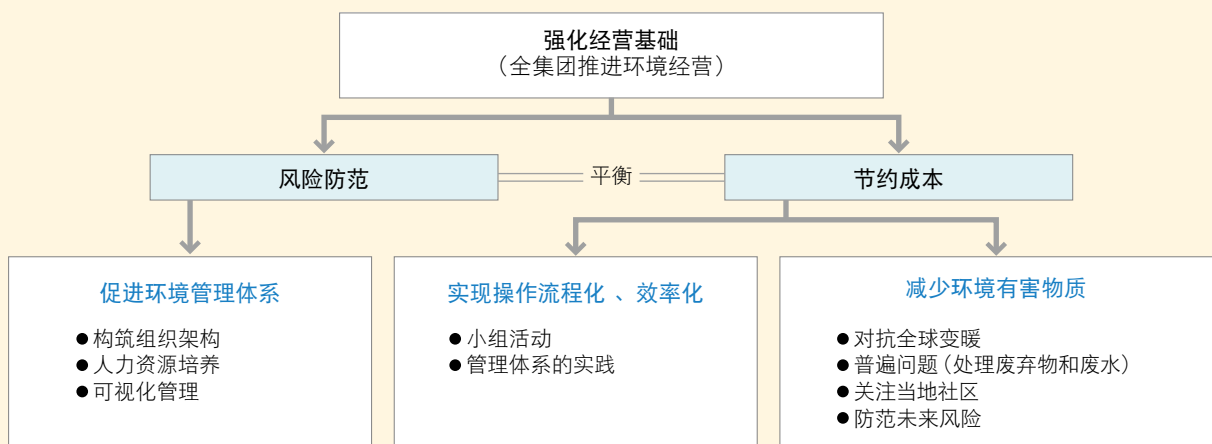 强化经营基础
（全集团推进环境经营）
风险防范
平衡
节约成本
促进环境管理体系
●构筑组织架构
●人力资源培养
●可视化管理
实现操作流程化 、效率化
●小组活动
●管理体系的实践
减少环境有害物质
●对抗全球变暖
●普遍问题（处理废弃物和废水）
●关注当地社区
●防范未来风险